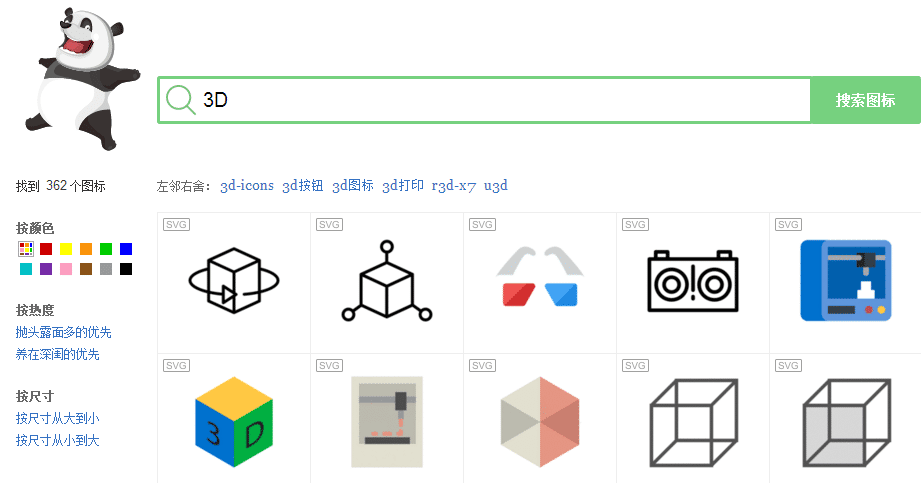 3D
搜索图标
找到 362 个图标
左邻右舍： 3d-icons 3d按钮 3d图标 3d打印 r3d-x7 u3d
按颜色
按热度
抛头露面多的优先
养在深闺的优先
按尺寸
按尺寸从大到小
按尺寸从小到大
SVG SVG SVG SVG SVG
SVG SVG SVG SVG SVG
3 D